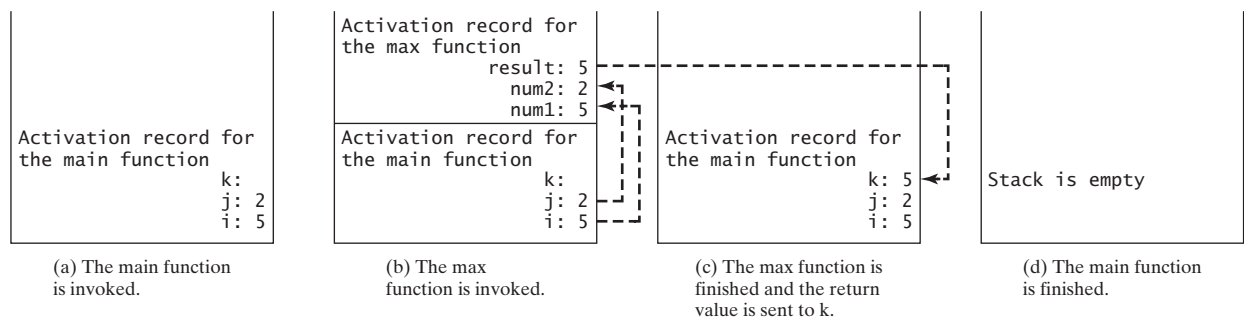 Activation record for
the main function
k:
j: 2
i: 5
(a) The main function
is invoked.
Activation record for
the max function
result: 5
num2: 2
num1: 5
Activation record for
the main function
k:
j: 2
i: 5
(b) The max
function is invoked.
Activation record for
the main function
k: 5
j: 2
i: 5
(c) The max function is
finished and the return
value is sent to k.
Stack is empty
(d) The main function
is finished.